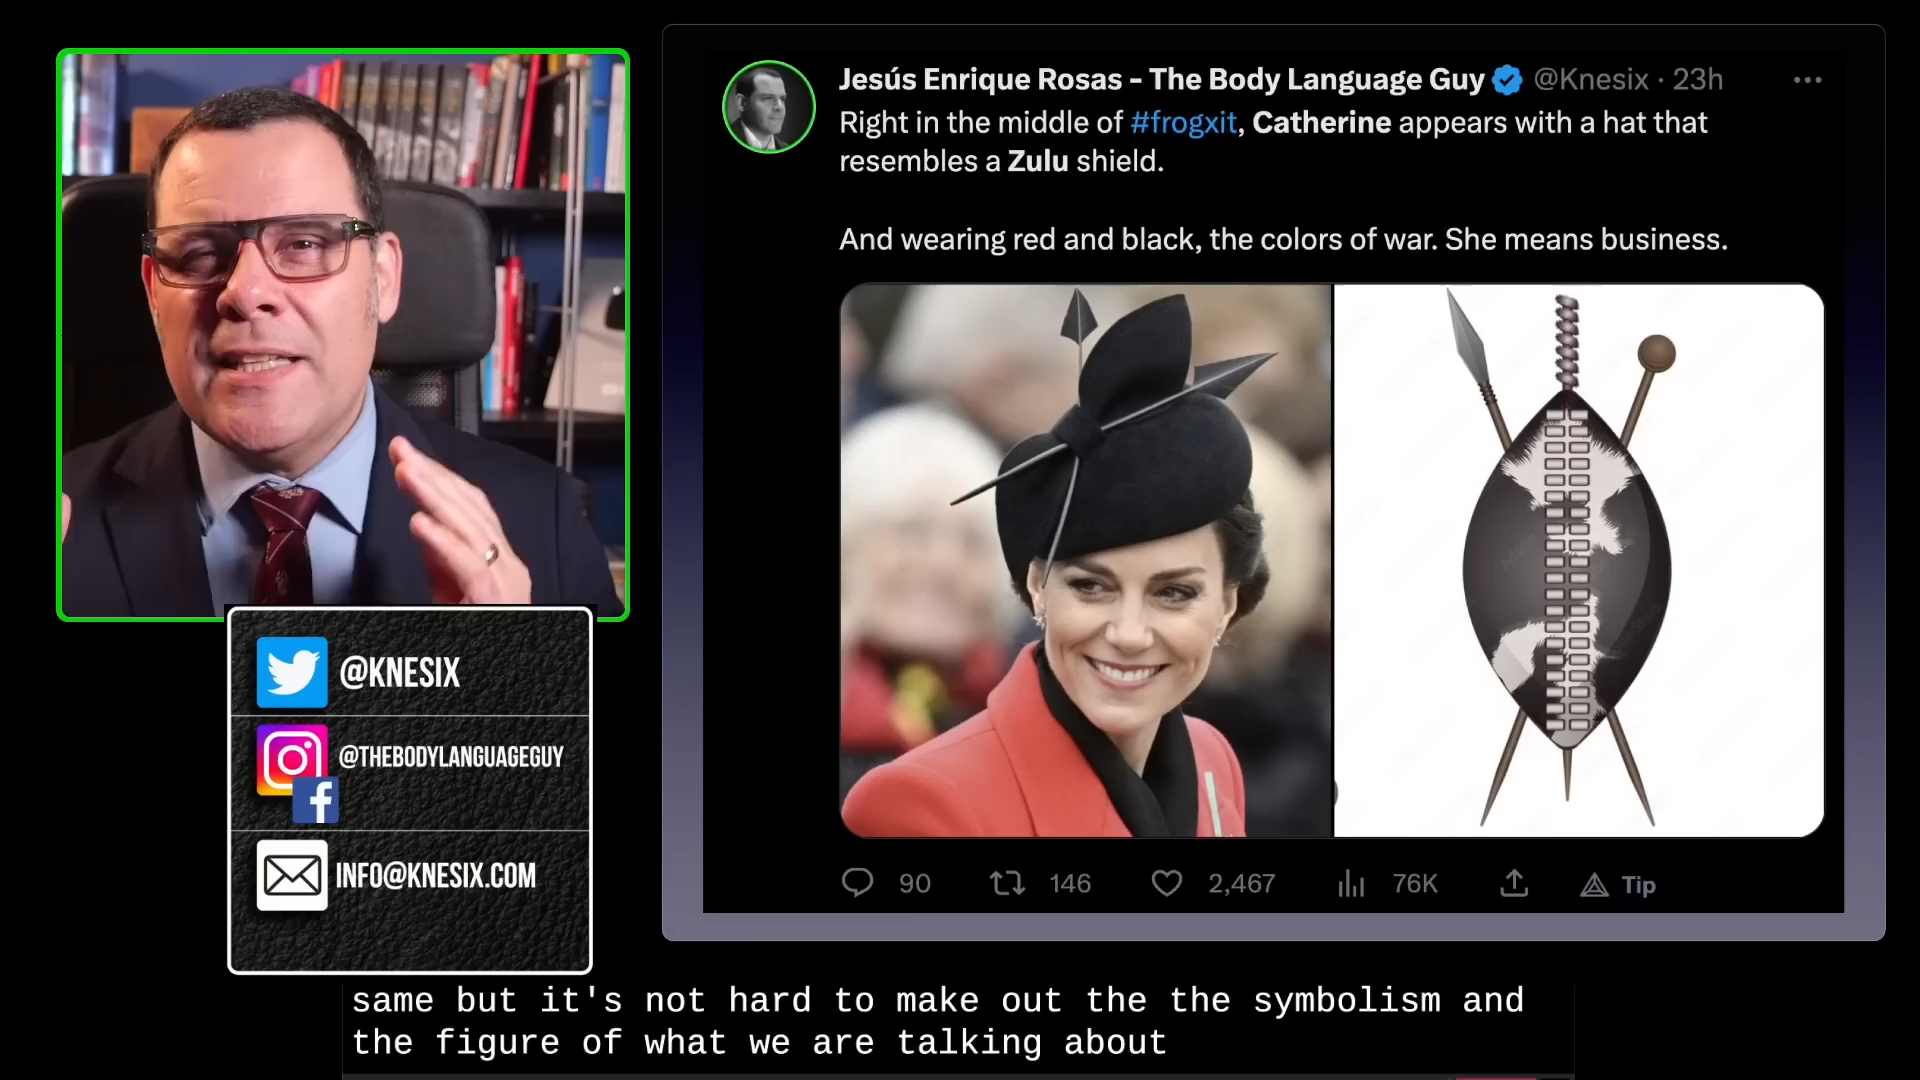 Jesús Enrique Rosas - The Body Language Guy @Knesix · 23h
Right in the middle of #frogxit, Catherine appears with a hat that
resembles a Zulu shield.
And wearing red and black, the colors of war. She means business.
90 146 2,467 76K Tip
@KNESIX
@THEBODYLANGUAGEGUY
INFO@KNESIX.COM
same but it's not hard to make out the the symbolism and
the figure of what we are talking about